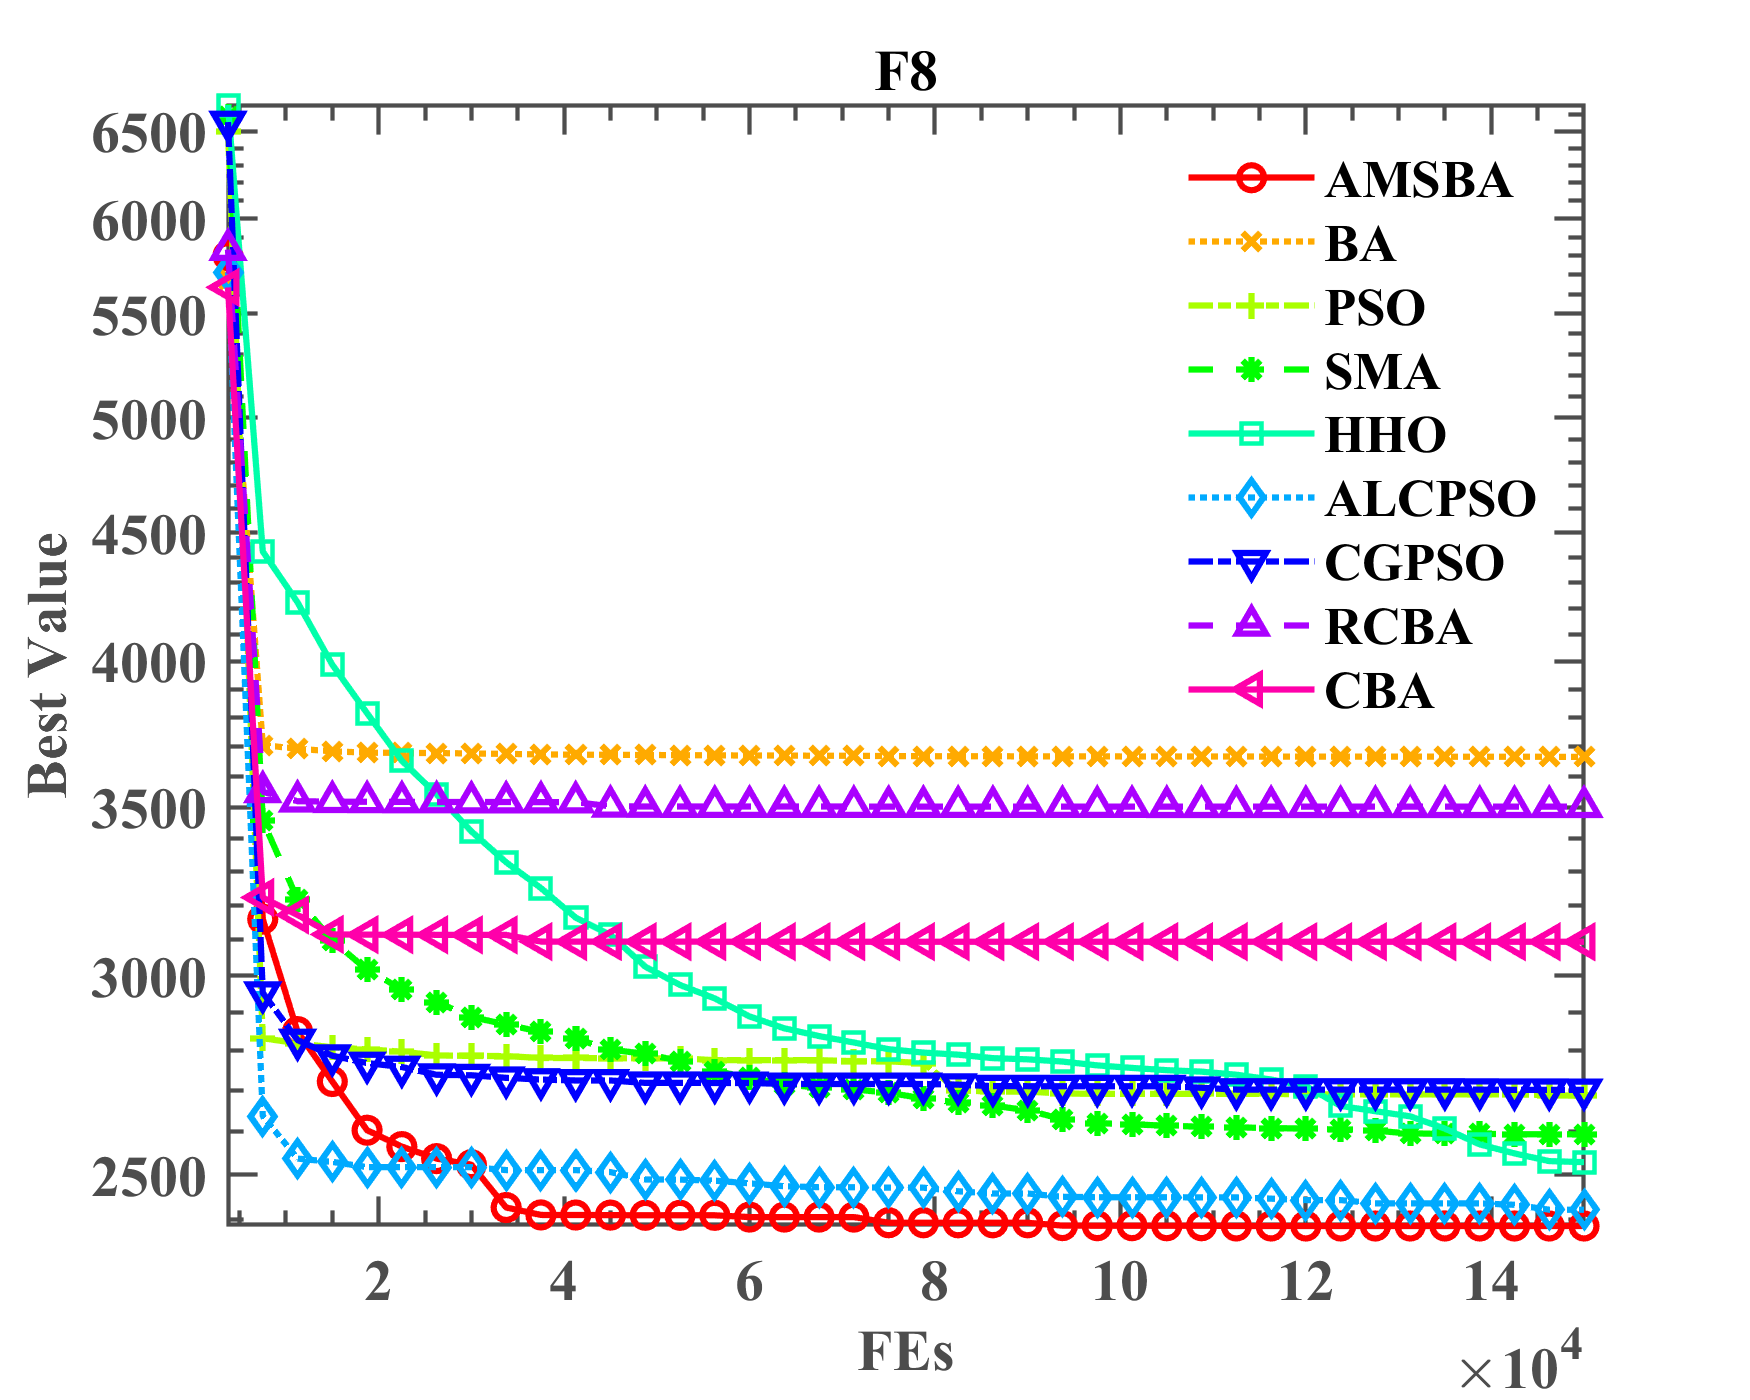 F8
Best Value
6500
6000
5500
5000
4500
4000
3500
3000
2500
AMSBA
BA
PSO
SMA
HHO
ALCPSO
CGPSO
RCBA
CBA
2 4 6 8 10 12 14
FEs
×10⁴